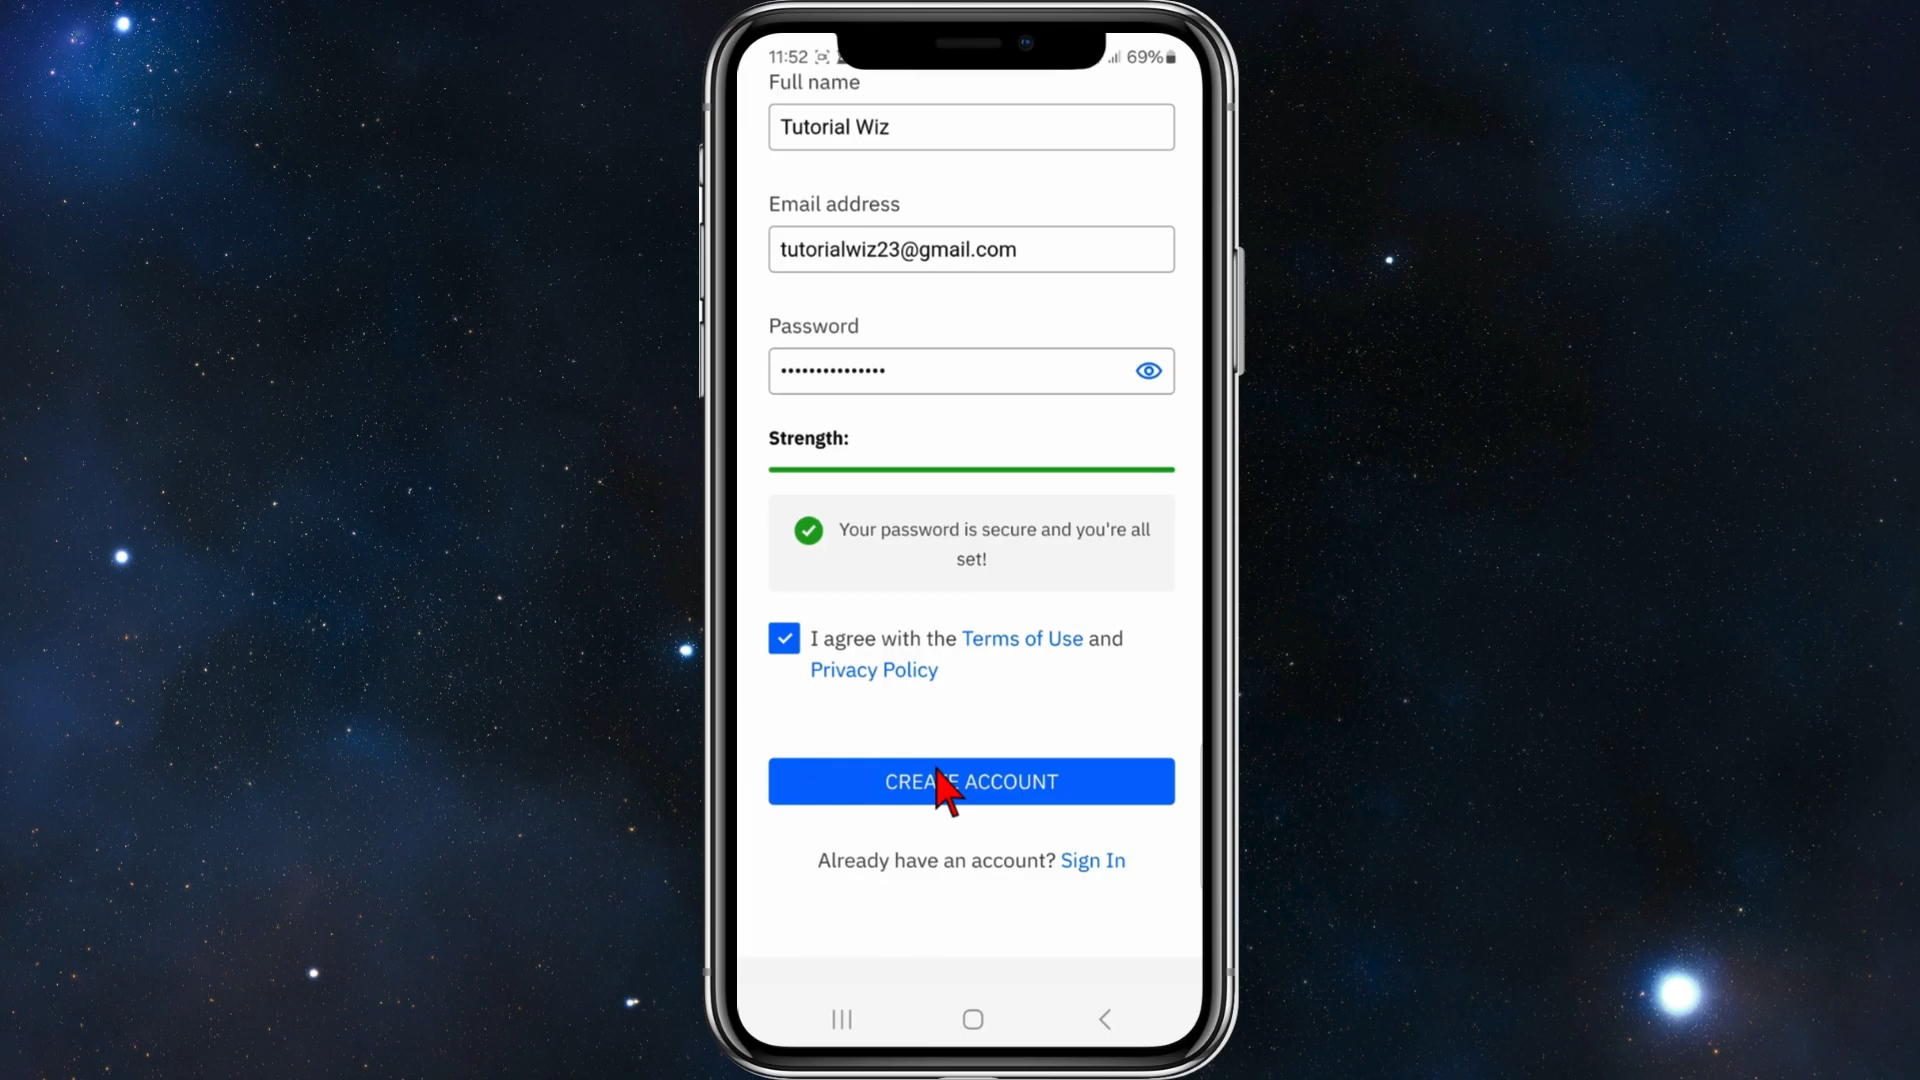 11:52
69%
Full name
Tutorial Wiz
Email address
tutorialwiz23@gmail.com
Password
•••••••••••••••
Strength:
Your password is secure and you're all
set!
I agree with the Terms of Use and
Privacy Policy
CREATE ACCOUNT
Already have an account? Sign In